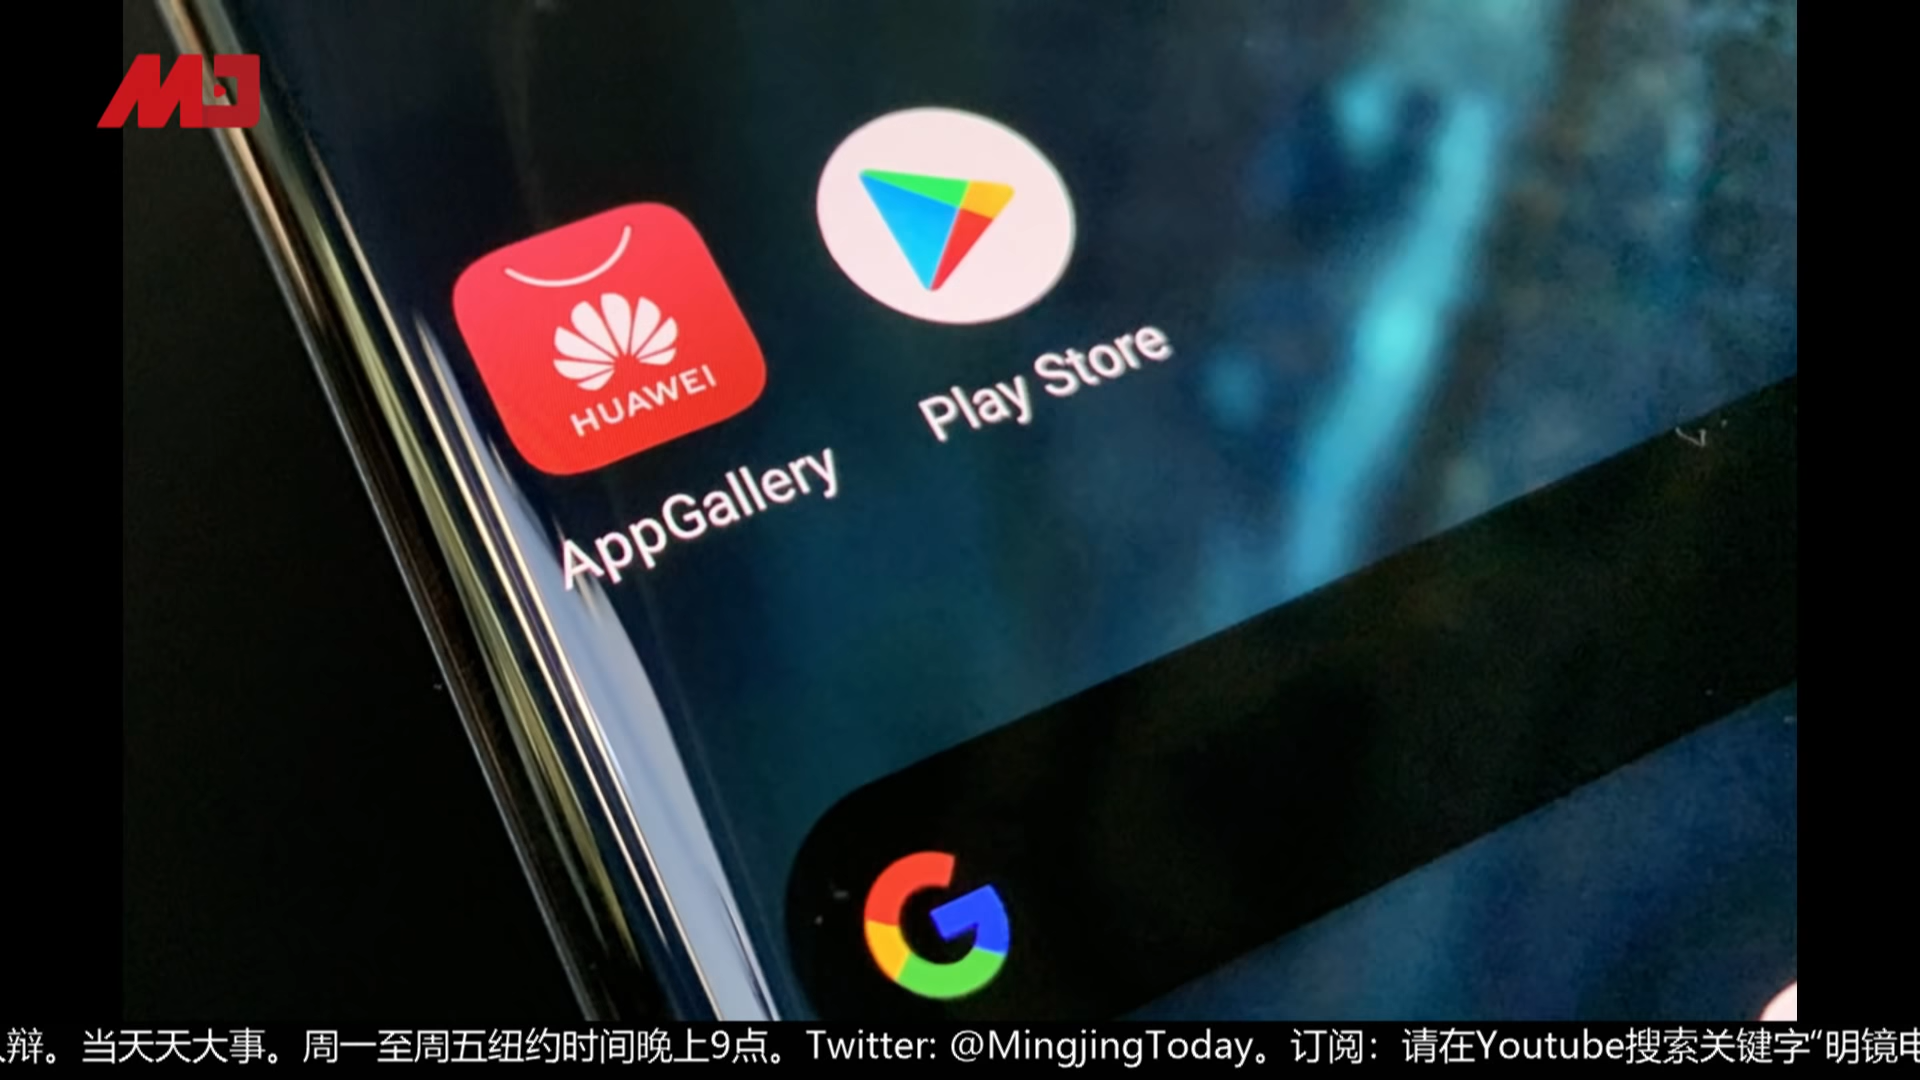 MJ
HUAWEI
AppGallery
Play Store
G
辩。当天天大事。周一至周五纽约时间晚上9点。Twitter: @MingjingToday。订阅：请在Youtube搜索关键字“明镜